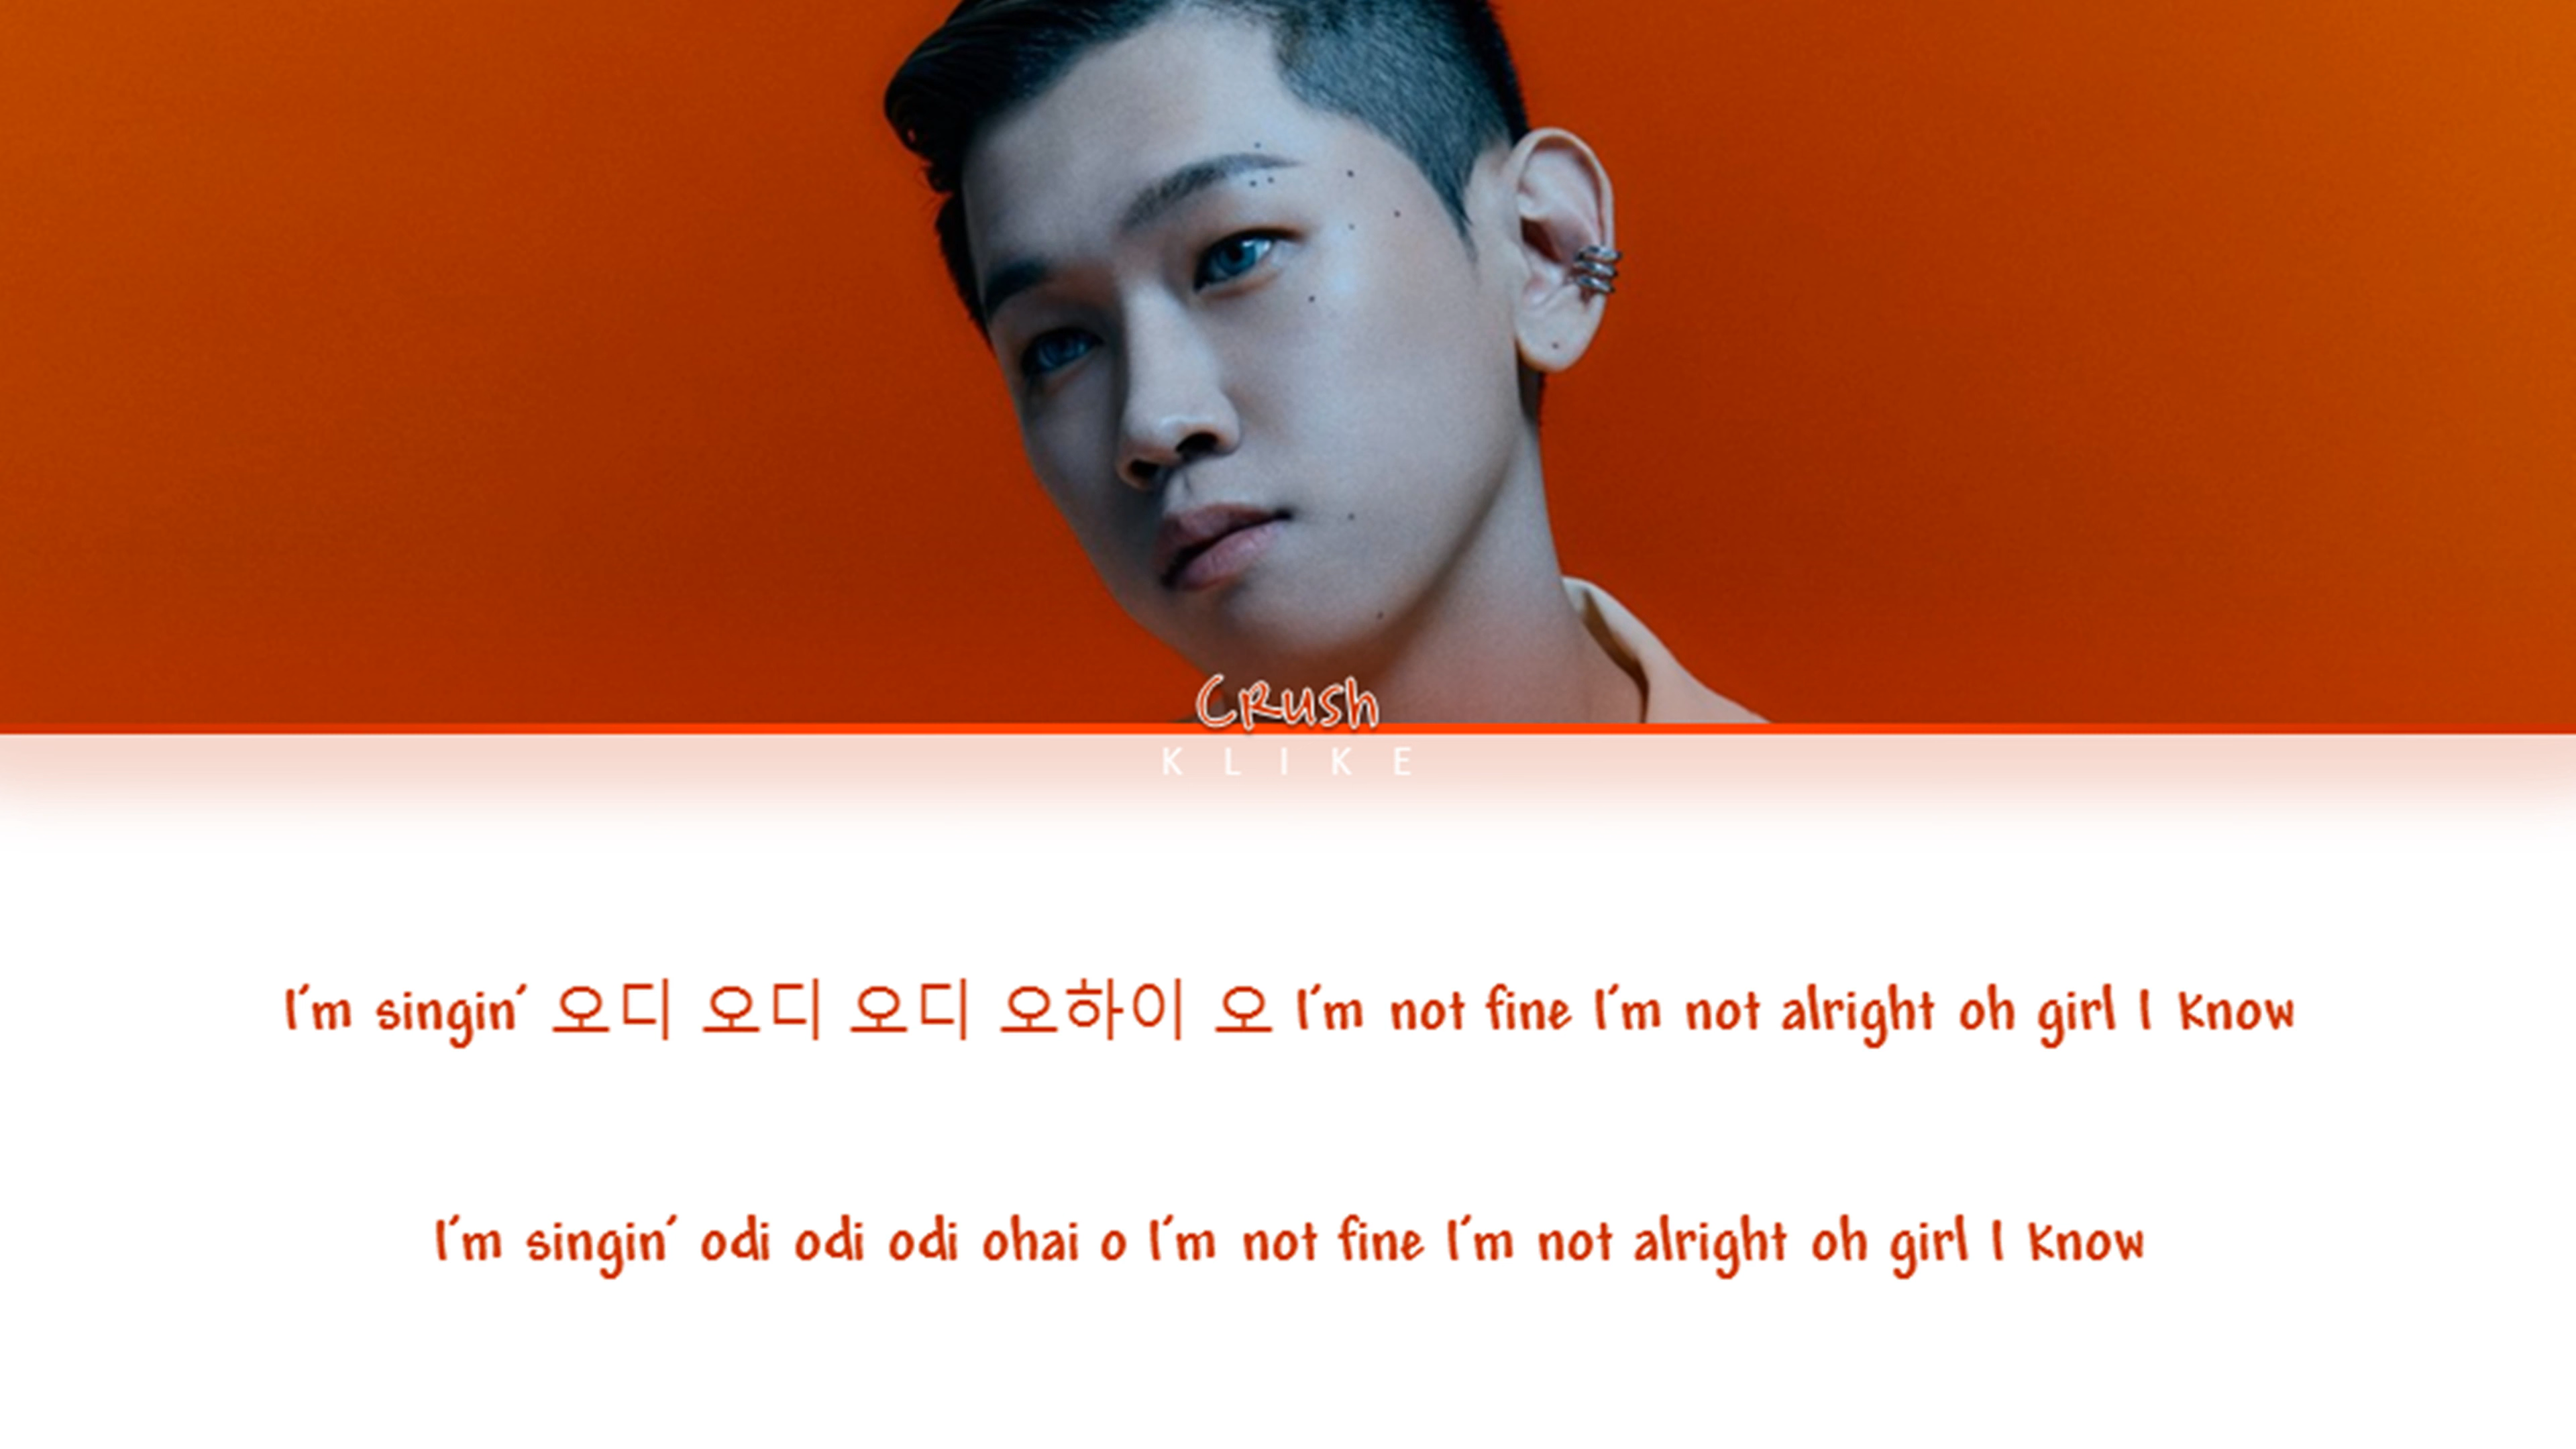 Crush
KLIKE
I'm singin' 오디 오디 오디 오하이 오 I'm not fine I'm not alright oh girl I know
I'm singin' odi odi odi ohai o I'm not fine I'm not alright oh girl I know